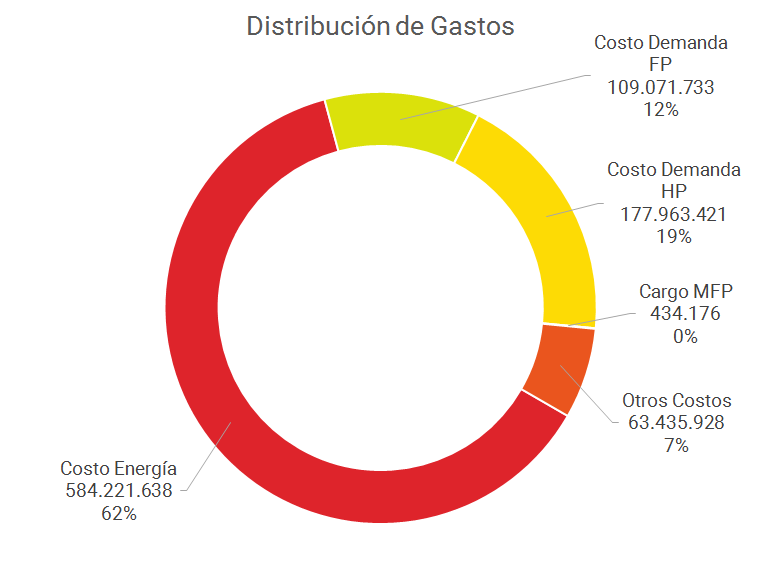 Distribución de Gastos
Costo Demanda
FP
109.071.733
12%
Costo Demanda
HP
177.963.421
19%
Cargo MFP
434.176
0%
Otros Costos
63.435.928
7%
Costo Energía
584.221.638
62%